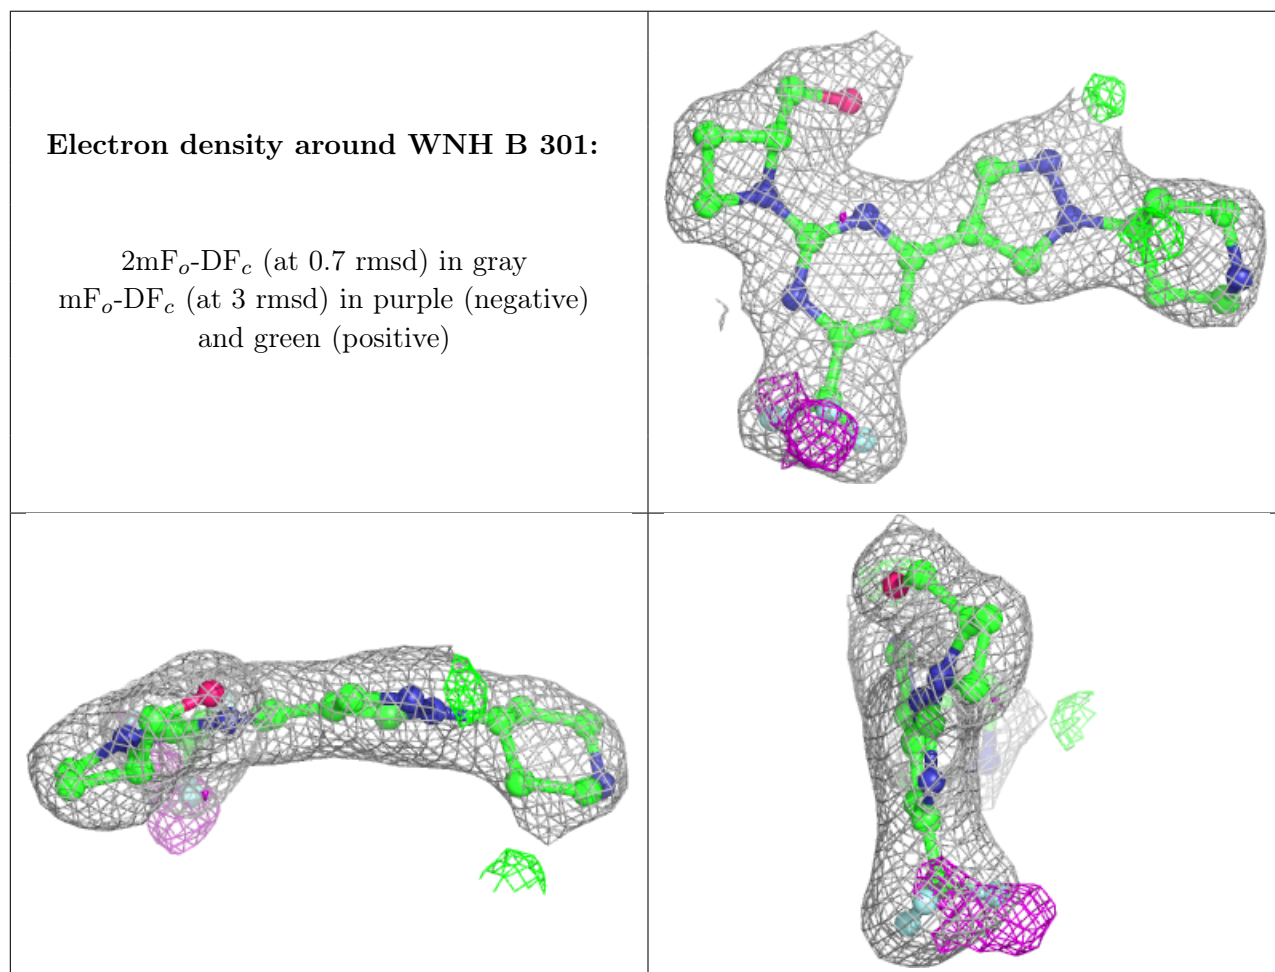 Electron density around WNH B 301:
2mFo-DFc (at 0.7 rmsd) in gray
mFo-DFc (at 3 rmsd) in purple (negative)
and green (positive)